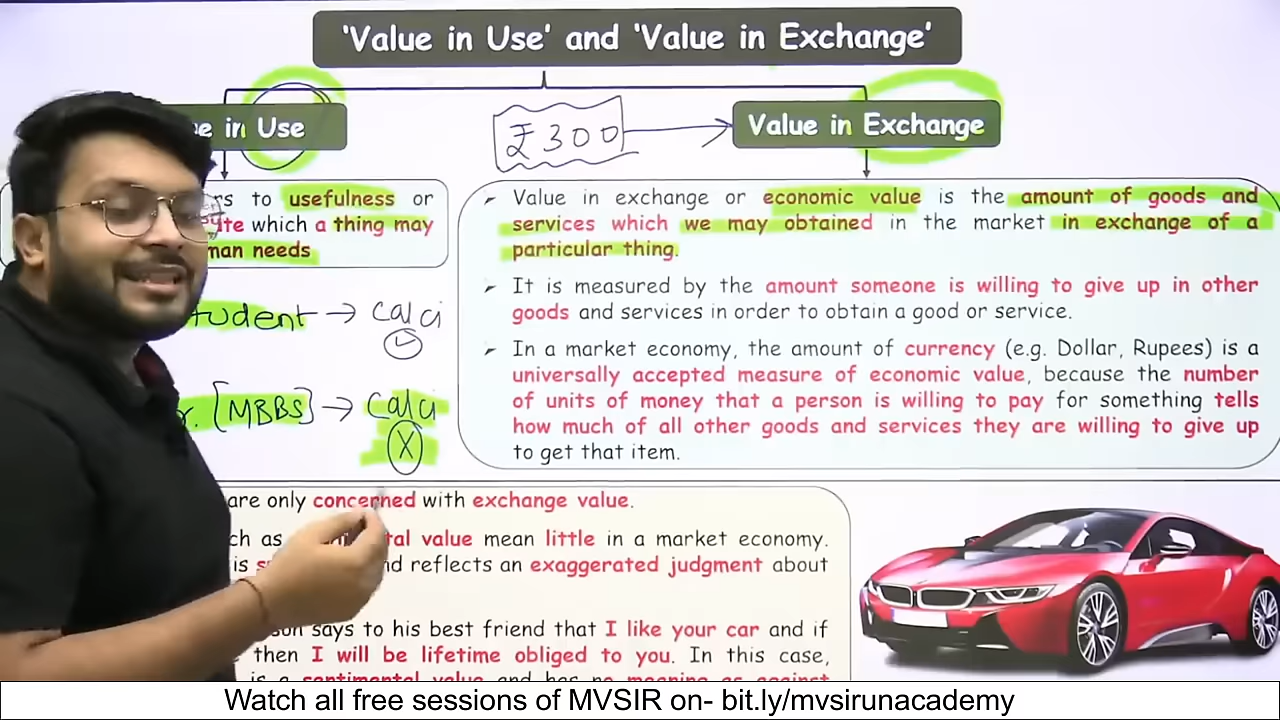 'Value in Use' and 'Value in Exchange'
in Use
₹300
Value in Exchange
to usefulness or
which a thing may
needs
➢ Value in exchange or economic value is the amount of goods and
services which we may obtained in the market in exchange of a
particular thing.
➢ It is measured by the amount someone is willing to give up in other
goods and services in order to obtain a good or service.
➢ In a market economy, the amount of currency (e.g. Dollar, Rupees) is a
universally accepted measure of economic value, because the number
of units of money that a person is willing to pay for something tells
how much of all other goods and services they are willing to give up
to get that item.
→ calci
[MBBS] → calci
X
are only concerned with exchange value.
as value mean little in a market economy.
is reflects an exaggerated judgment about
says to his best friend that I like your car and if
then I will be lifetime obliged to you. In this case,
is a sentimental value and has no meaning as against
Watch all free sessions of MVSIR on- bit.ly/mvsirunacademy